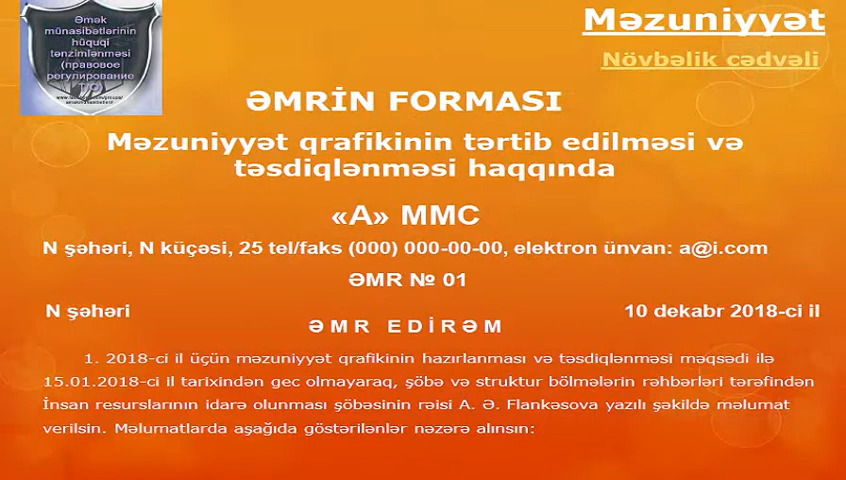 Əmək
münasibətlərinin
hüquqi
tənzimlənməsi
(правовое
регулирование
Məzuniyyət
Növbəlik cədvəli
ƏMRİN FORMASI
Məzuniyyət qrafikinin tərtib edilməsi və
təsdiqlənməsi haqqında
«A» MMC
N şəhəri, N küçəsi, 25 tel/faks (000) 000-00-00, elektron ünvan: a@i.com
ƏMR № 01
N şəhəri 10 dekabr 2018-ci il
ƏMR EDİRƏM
1. 2018-ci il üçün məzuniyyət qrafikinin hazırlanması və təsdiqlənməsi məqsədi ilə
15.01.2018-ci il tarixindən gec olmayaraq, şöbə və struktur bölmələrin rəhbərləri tərəfindən
İnsan resurslarının idarə olunması şöbəsinin rəisi A. Ə. Flankəsova yazılı şəkildə məlumat
verilsin. Məlumatlarda aşağıda göstərilənlər nəzərə alınsın: